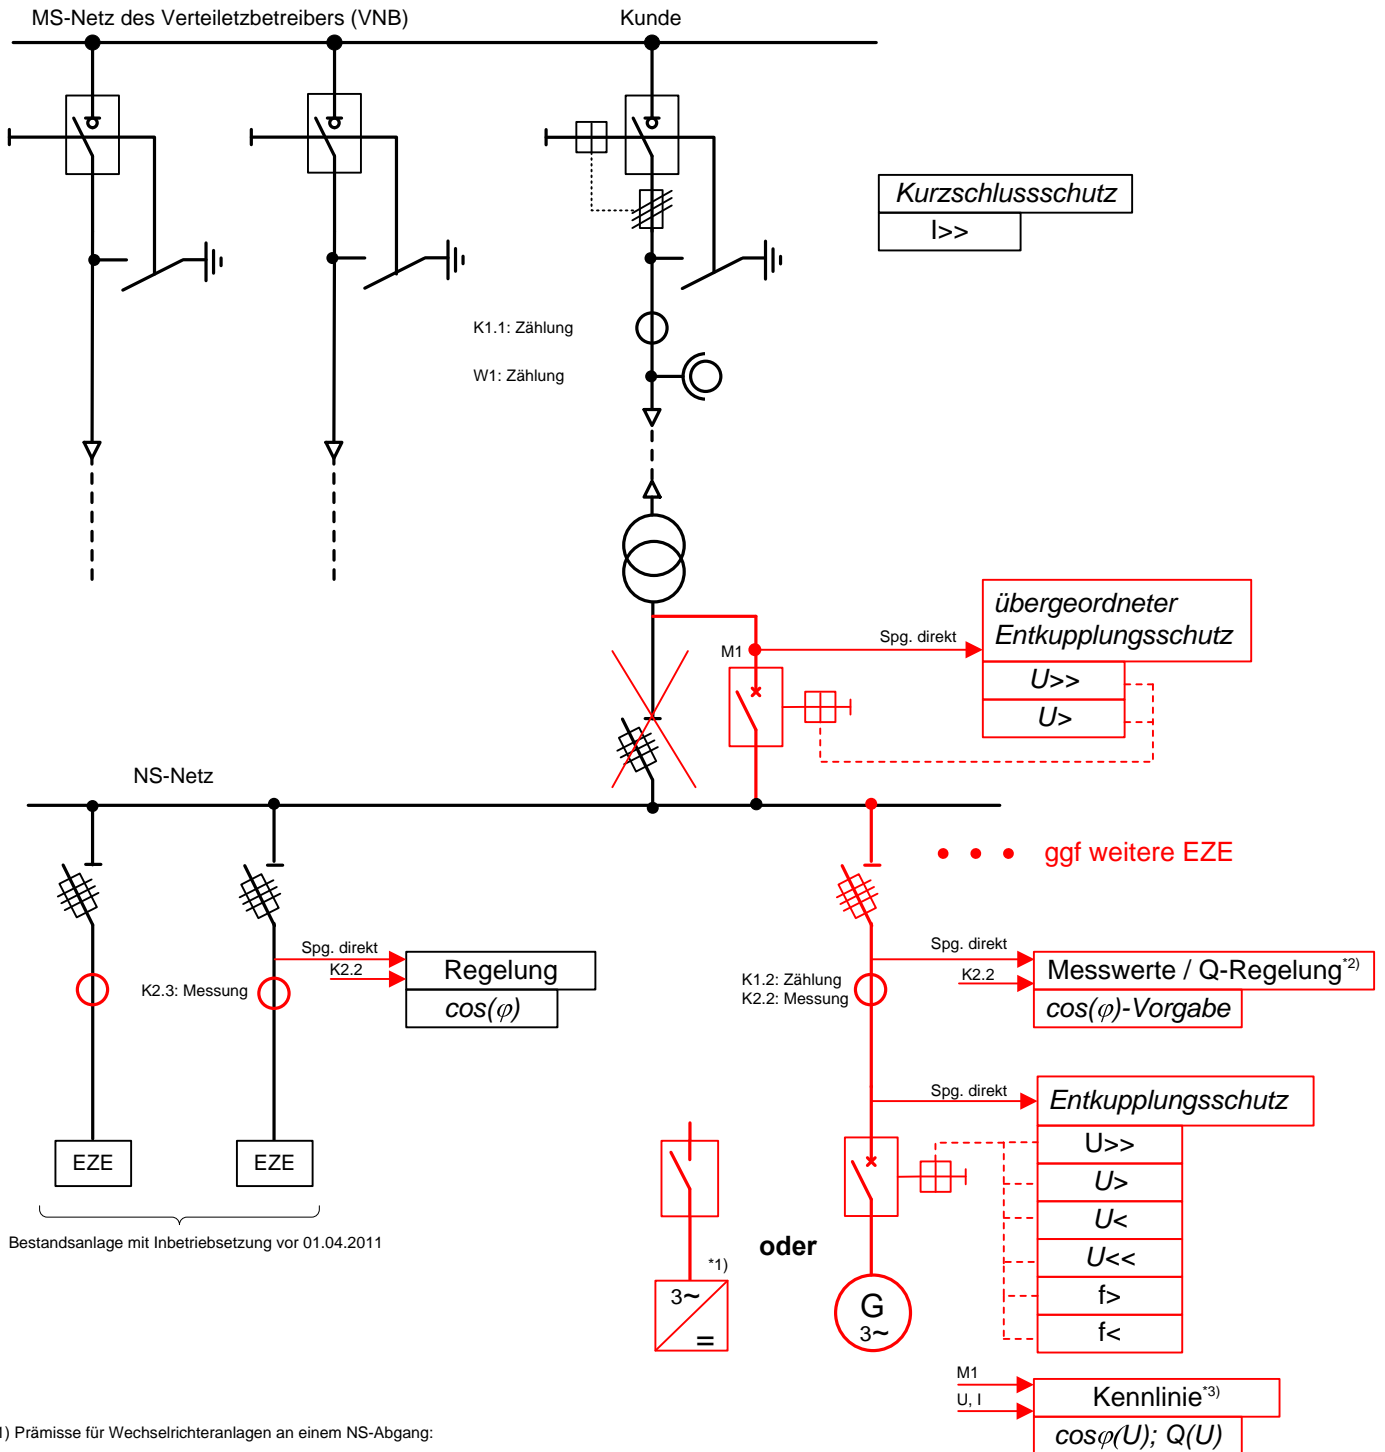 MS-Netz des Verteiletzbetreibers (VNB)
Kunde
Kurzschlussschutz
I>>
K1.1: Zählung
W1: Zählung
übergeordneter
Entkupplungsschutz
Spg. direkt
M1
U>>
U>
NS-Netz
ggf weitere EZE
Spg. direkt
K2.2
Regelung
cos(φ)
K2.3: Messung
Spg. direkt
K2.2
Messwerte / Q-Regelung*2)
cos(φ)-Vorgabe
K1.2: Zählung
K2.2: Messung
Spg. direkt
Entkupplungsschutz
U>>
U>
U<
U<<
f>
f<
EZE
EZE
Bestandsanlage mit Inbetriebsetzung vor 01.04.2011
oder
*1)
3~
=
G
3~
M1
U, I
Kennlinie*3)
cosφ(U); Q(U)
1) Prämisse für Wechselrichteranlagen an einem NS-Abgang: